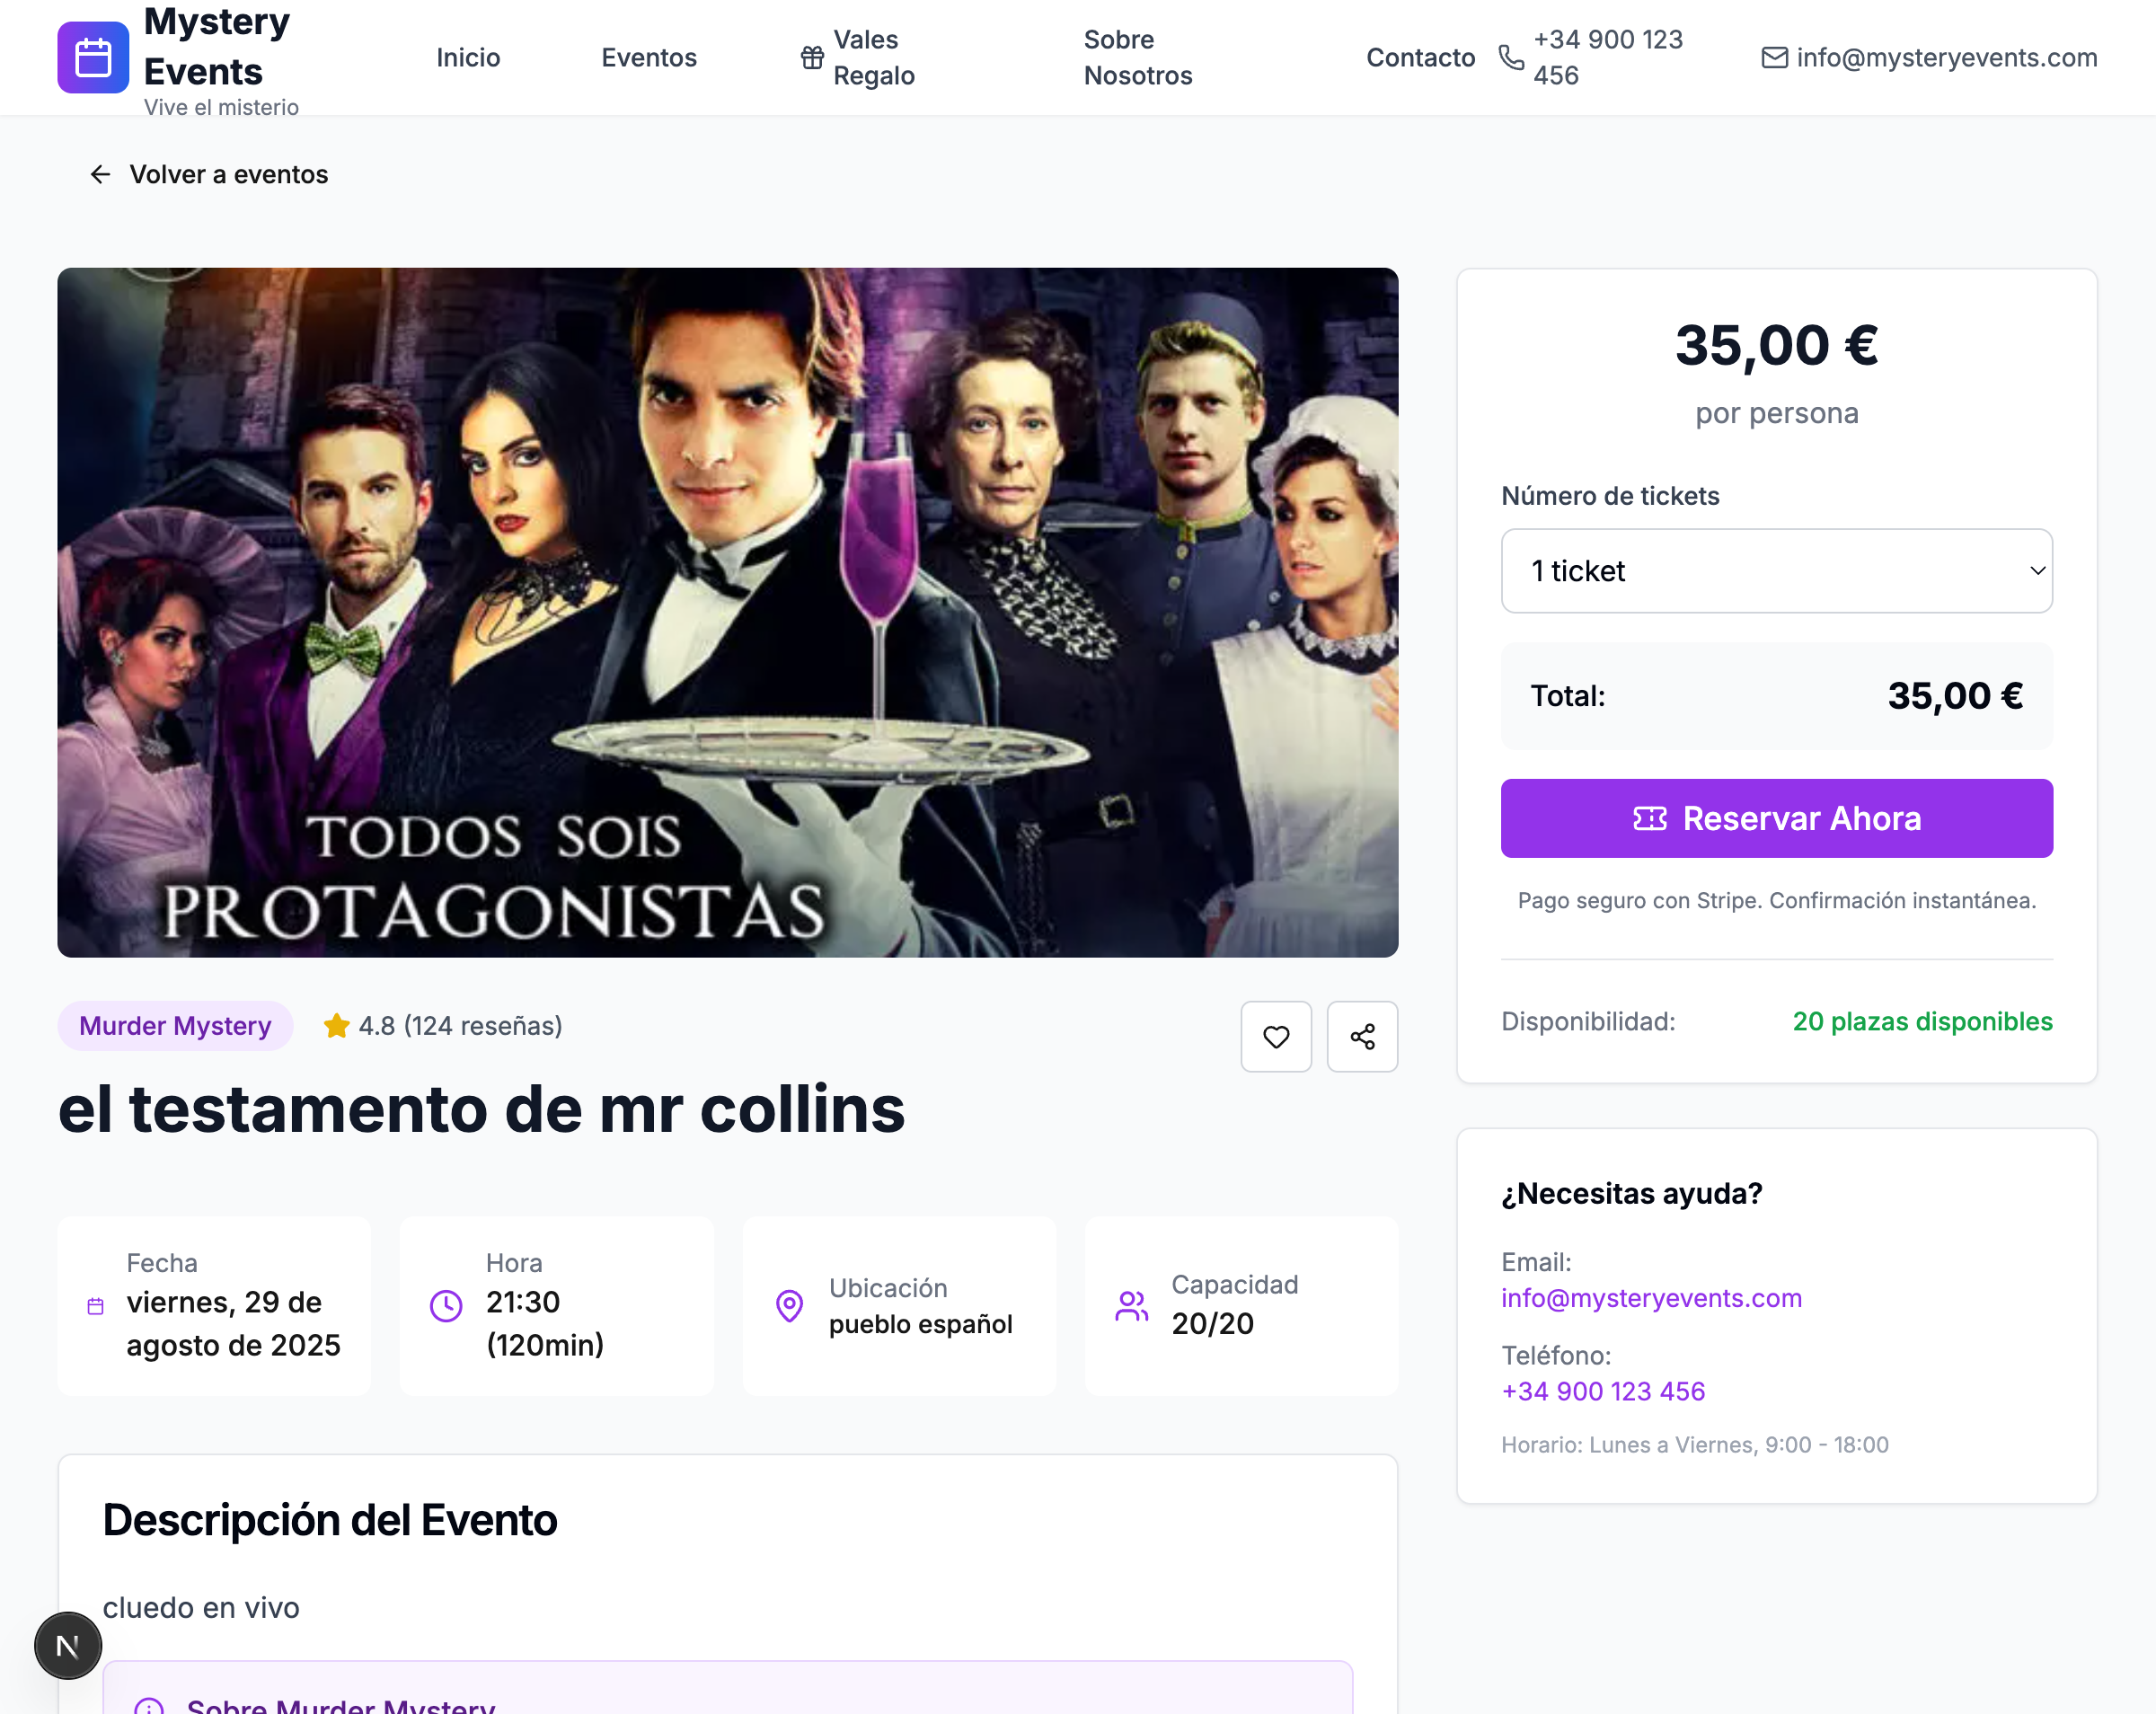 Mystery
Events
Vive el misterio
Inicio
Eventos
Vales
Regalo
Sobre
Nosotros
Contacto
+34 900 123
456
info@mysteryevents.com
Volver a eventos
TODOS SOIS
PROTAGONISTAS
35,00 €
por persona
Número de tickets
1 ticket
Total:
35,00 €
Reservar Ahora
Pago seguro con Stripe. Confirmación instantánea.
Disponibilidad:
20 plazas disponibles
Murder Mystery
4.8 (124 reseñas)
el testamento de mr collins
Fecha
viernes, 29 de
agosto de 2025
Hora
21:30
(120min)
Ubicación
pueblo español
Capacidad
20/20
¿Necesitas ayuda?
Email:
info@mysteryevents.com
Teléfono:
+34 900 123 456
Horario: Lunes a Viernes, 9:00 - 18:00
Descripción del Evento
cluedo en vivo
N
Sobre Murder Mystery